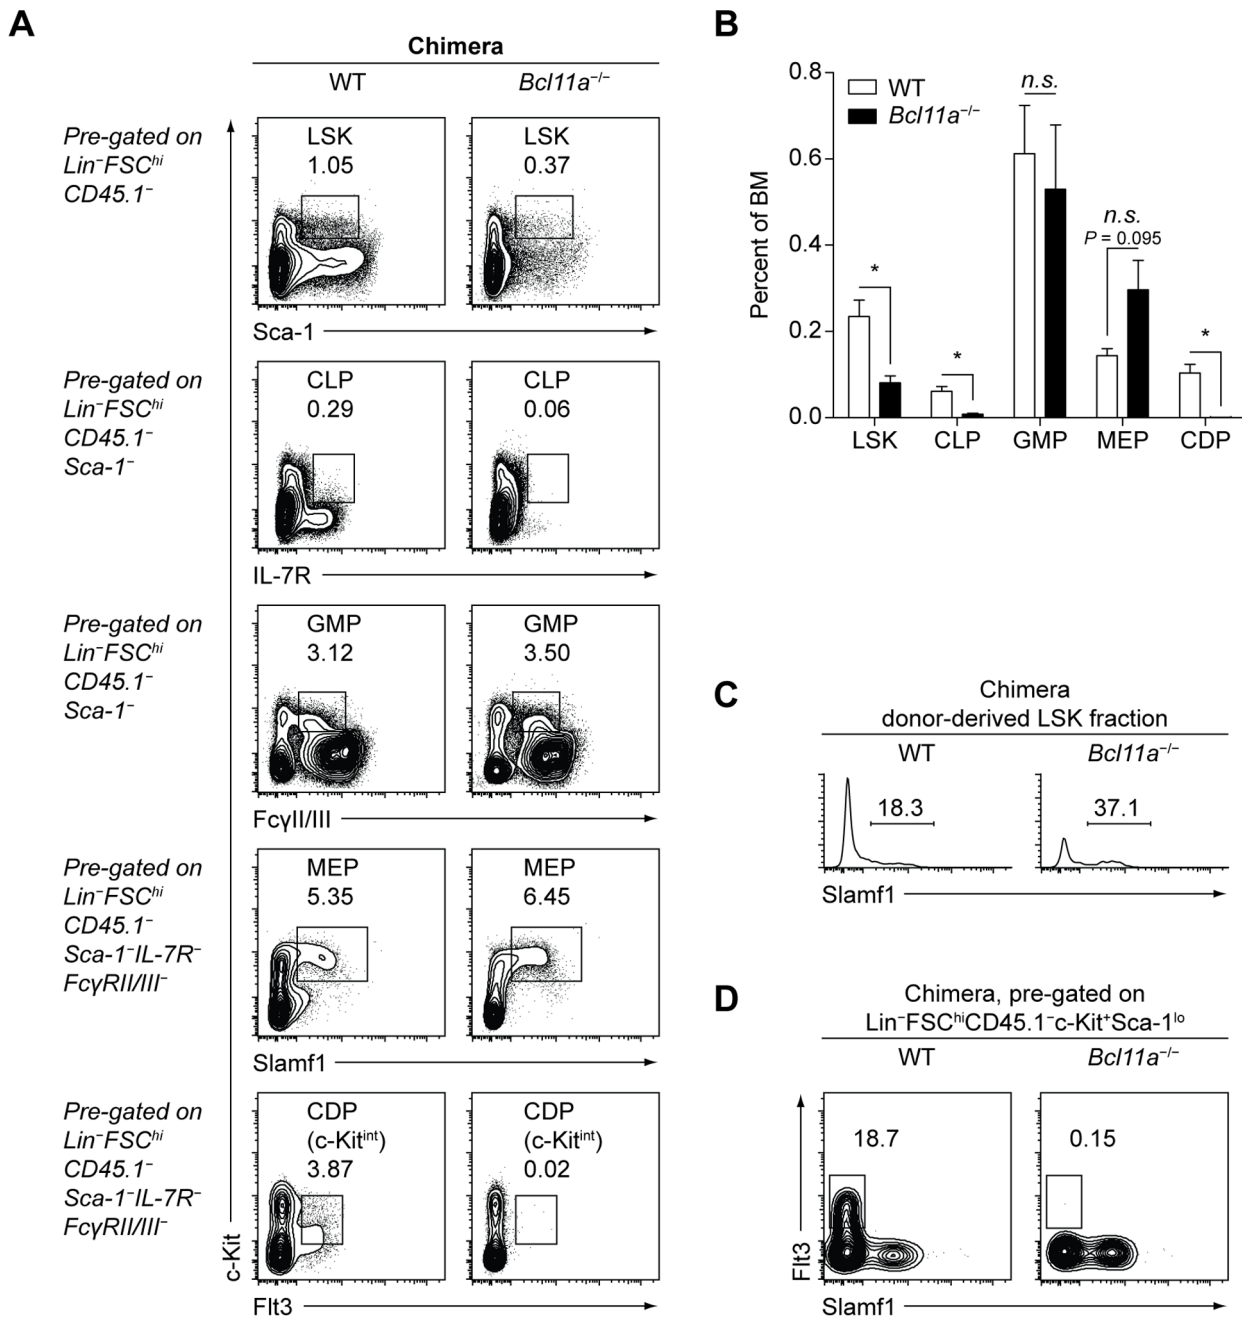 A
Chimera
WT
Bcl11a⁻/⁻
Pre-gated on
Lin⁻FSCʰⁱ
CD45.1⁻
LSK
1.05
LSK
0.37
Sca-1
Pre-gated on
Lin⁻FSCʰⁱ
CD45.1⁻
Sca-1⁻
CLP
0.29
CLP
0.06
IL-7R
Pre-gated on
Lin⁻FSCʰⁱ
CD45.1⁻
Sca-1⁻
GMP
3.12
GMP
3.50
FcγII/III
Pre-gated on
Lin⁻FSCʰⁱ
CD45.1⁻
Sca-1⁻IL-7R⁻
FcγRII/III⁻
MEP
5.35
MEP
6.45
Slamf1
Pre-gated on
Lin⁻FSCʰⁱ
CD45.1⁻
Sca-1⁻IL-7R⁻
FcγRII/III⁻
CDP
(c-Kitⁱⁿᵗ)
3.87
CDP
(c-Kitⁱⁿᵗ)
0.02
c-Kit
Flt3
B
Percent of BM
0.8
0.6
0.4
0.2
0.0
WT
Bcl11a⁻/⁻
*
*
n.s.
n.s.
P = 0.095
*
LSK CLP GMP MEP CDP
C
Chimera
donor-derived LSK fraction
WT
Bcl11a⁻/⁻
18.3
37.1
Slamf1
D
Chimera, pre-gated on
Lin⁻FSCʰⁱCD45.1⁻c-Kit⁺Sca-1ˡᵒ
WT
Bcl11a⁻/⁻
18.7
0.15
Flt3
Slamf1